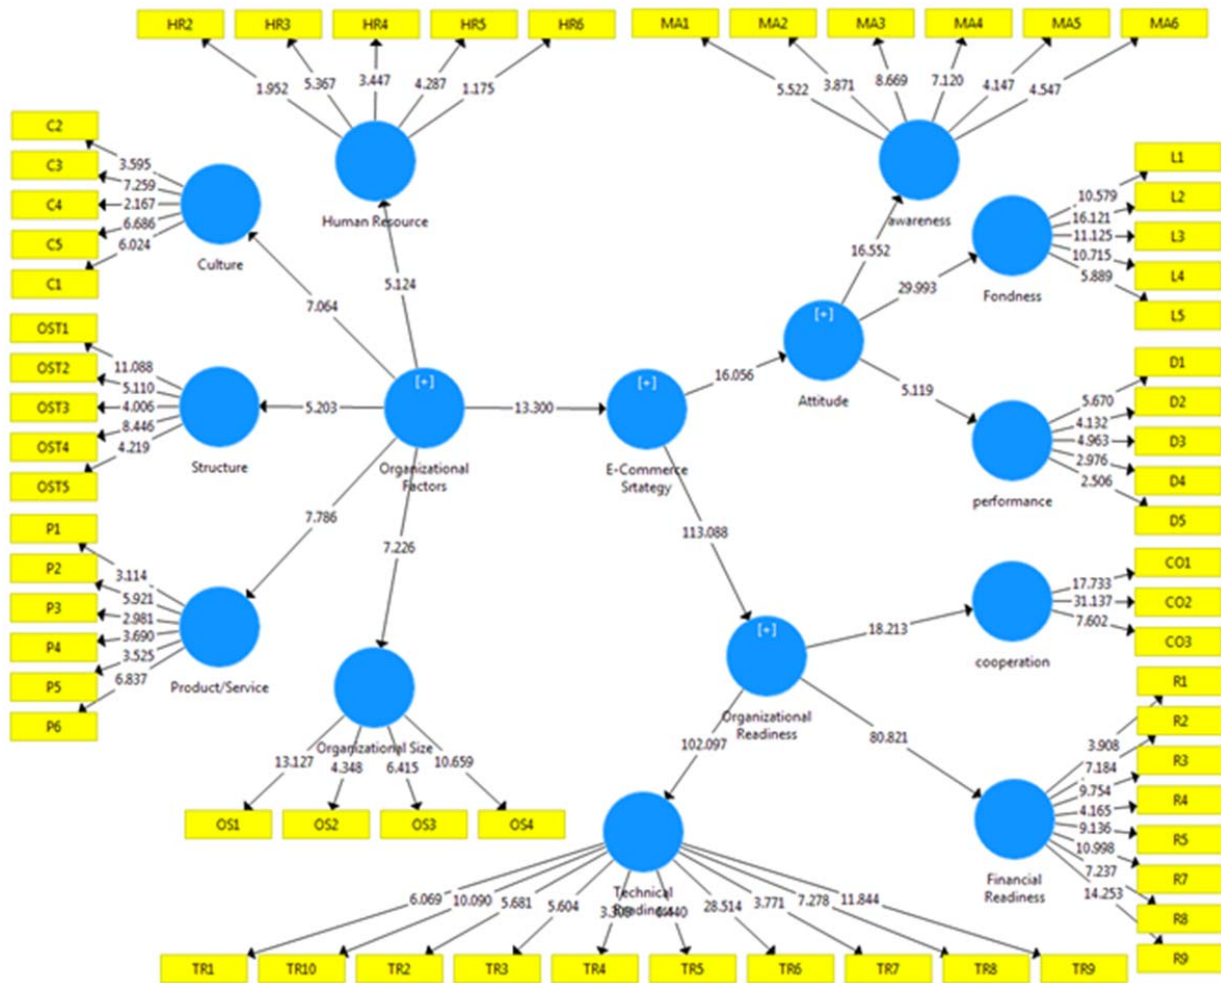 HR2
HR3
HR4
HR5
HR6
MA1
MA2
MA3
MA4
MA5
MA6
1.952
5.367
3.447
4.287
1.175
5.522
3.871
8.669
7.120
4.147
4.547
C2
C3
C4
C5
C1
3.595
7.259
2.167
6.686
6.024
Culture
Human Resource
awareness
L1
L2
L3
L4
L5
10.579
16.121
11.125
10.715
5.889
Fondness
7.064
5.124
16.552
29.993
OST1
OST2
OST3
OST4
OST5
11.088
5.110
4.006
8.446
4.219
Structure
5.203
[+]
Organizational
Factors
13.300
[+]
E-Commerce
Srtategy
16.056
[+]
Attitude
5.119
D1
D2
D3
D4
D5
5.670
4.132
4.963
2.976
2.506
performance
P1
P2
P3
P4
P5
P6
3.114
5.921
2.981
3.690
3.525
6.837
Product/Service
7.786
7.226
113.088
[+]
Organizational
Readiness
18.213
CO1
CO2
CO3
17.733
31.137
7.602
cooperation
Organizational Size
13.127
4.348
6.415
10.659
OS1
OS2
OS3
OS4
102.097
80.821
R1
R2
R3
R4
R5
R7
R8
R9
3.908
7.184
9.754
4.165
9.136
10.998
7.237
14.253
Financial
Readiness
Technical
Readiness
6.069
10.090
5.681
5.604
28.514
3.771
7.278
11.844
TR1
TR10
TR2
TR3
TR4
TR5
TR6
TR7
TR8
TR9